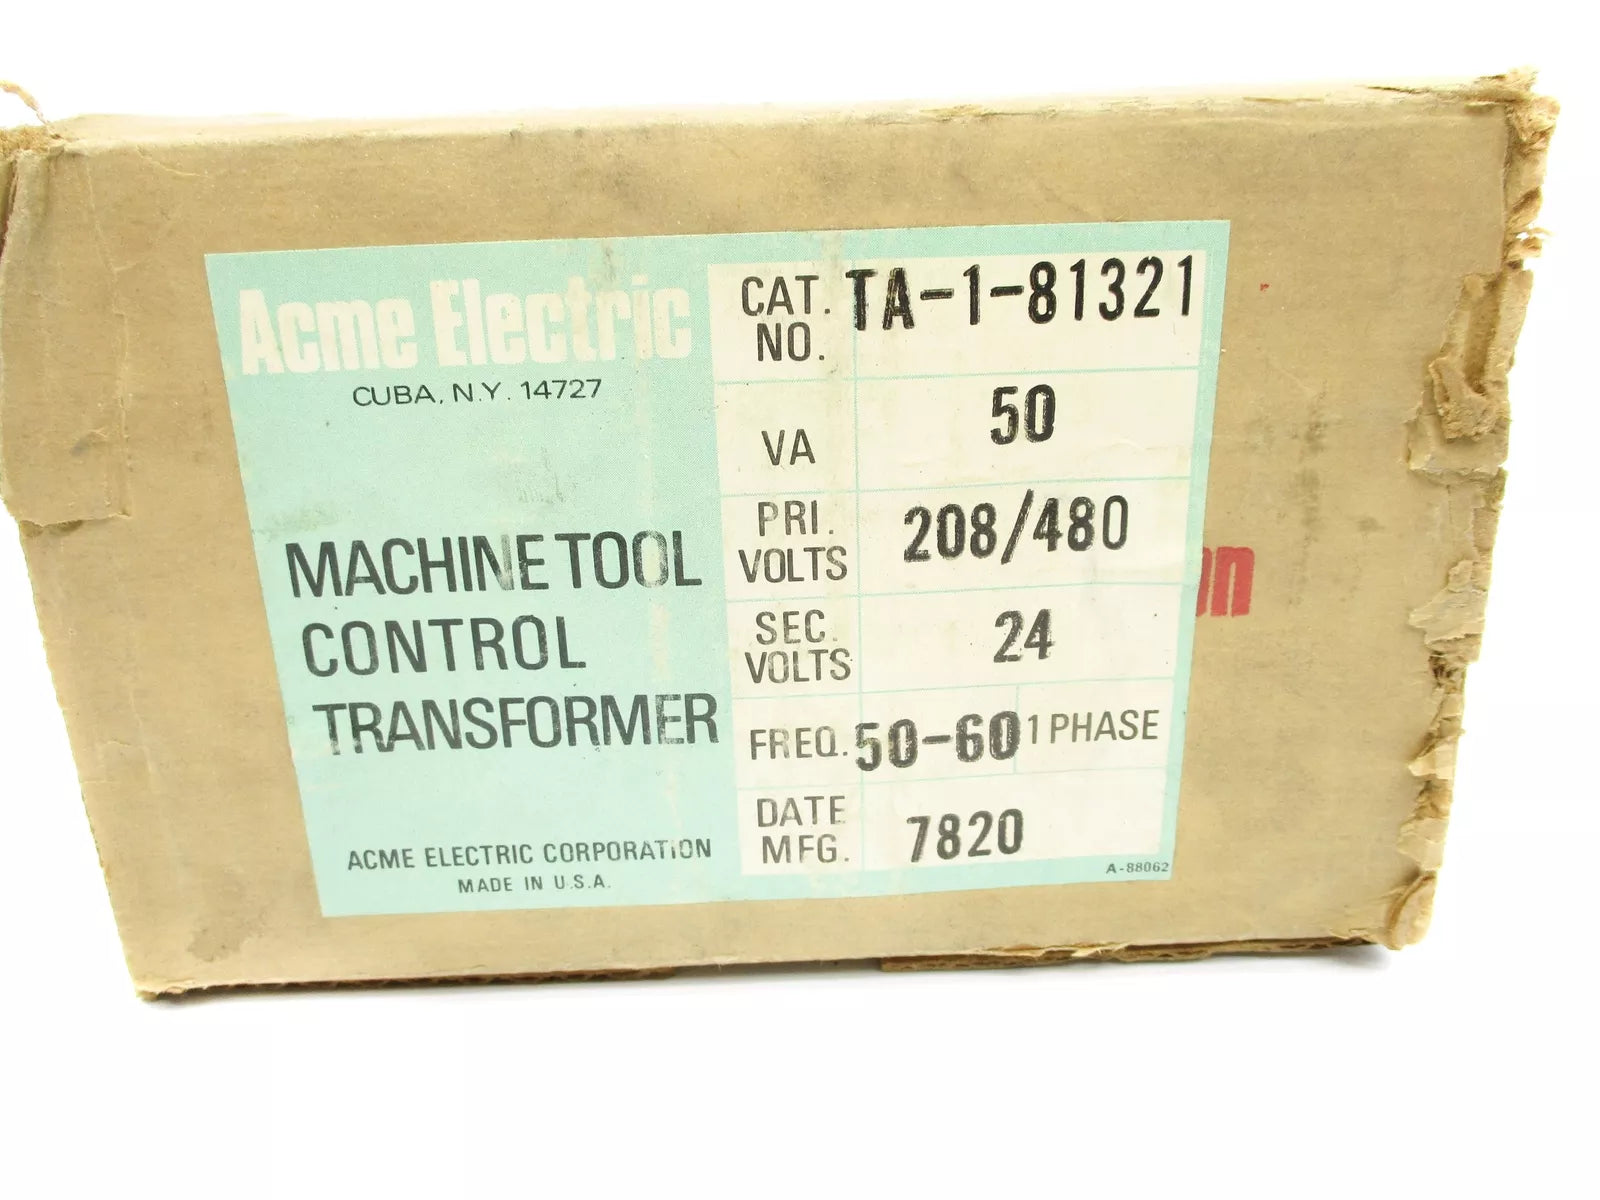 Acme Electric
CUBA, N.Y. 14727
MACHINE TOOL
CONTROL
TRANSFORMER
ACME ELECTRIC CORPORATION
MADE IN U.S.A.
CAT. NO. TA-1-81321
VA 50
PRI. VOLTS 208/480
SEC. VOLTS 24
FREQ. 50-60 1 PHASE
DATE MFG. 7820
A-88062